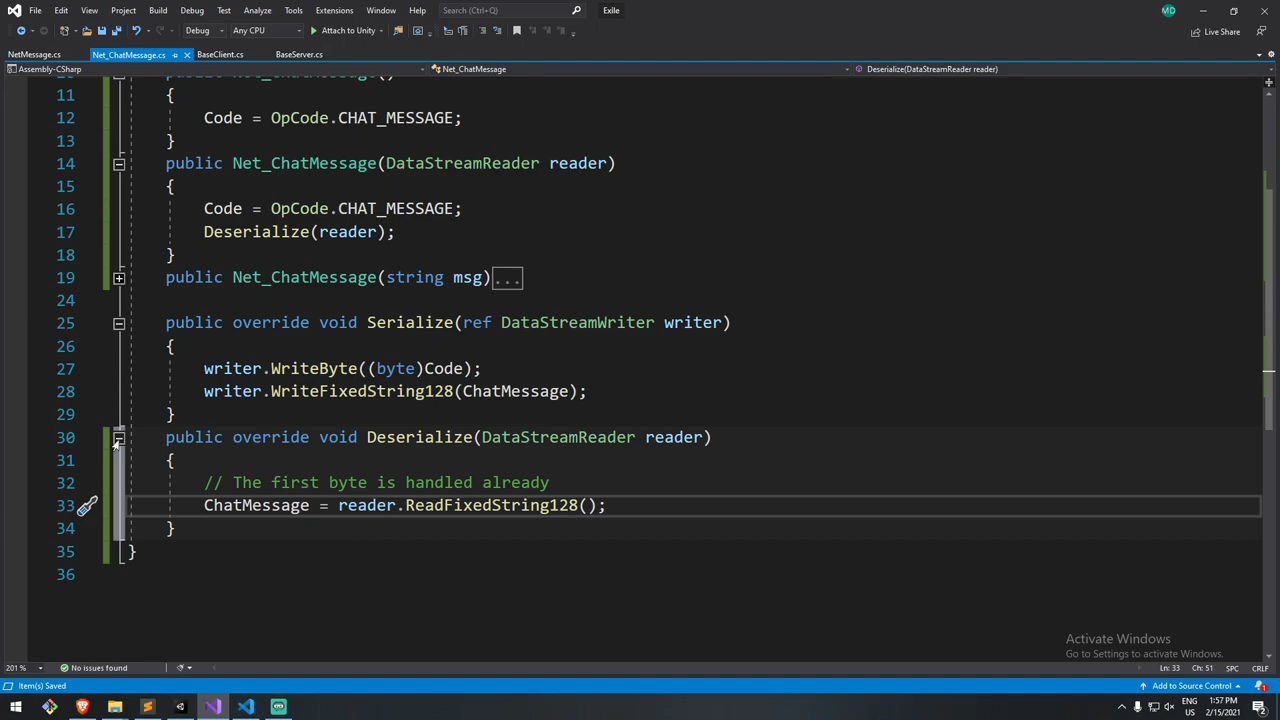 File Edit View Project Build Debug Test Analyze Tools Extensions Window Help Search (Ctrl+Q) Exile MD
Debug Any CPU Attach to Unity Live Share
NetMessage.cs Net_ChatMessage.cs BaseClient.cs BaseServer.cs
Assembly-CSharp Net_ChatMessage Deserialize(DataStreamReader reader)
public Net_ChatMessage()
11 {
12 Code = OpCode.CHAT_MESSAGE;
13 }
14 public Net_ChatMessage(DataStreamReader reader)
15 {
16 Code = OpCode.CHAT_MESSAGE;
17 Deserialize(reader);
18 }
19 public Net_ChatMessage(string msg)...
24
25 public override void Serialize(ref DataStreamWriter writer)
26 {
27 writer.WriteByte((byte)Code);
28 writer.WriteFixedString128(ChatMessage);
29 }
30 public override void Deserialize(DataStreamReader reader)
31 {
32 // The first byte is handled already
33 ChatMessage = reader.ReadFixedString128();
34 }
35 }
36
Activate Windows
Go to Settings to activate Windows.
201 % No issues found Ln: 33 Ch: 51 SPC CRLF
Item(s) Saved Add to Source Control 1
ENG 1:57 PM
US 2/15/2021 2